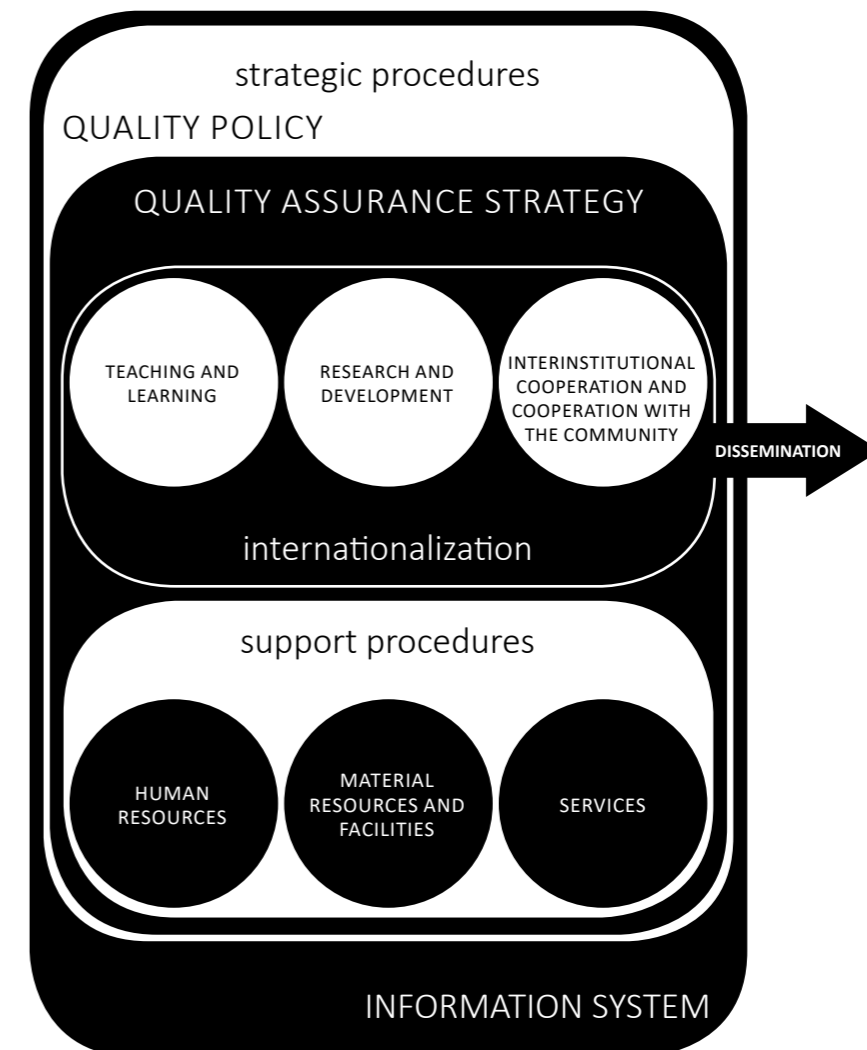 strategic procedures
QUALITY POLICY
QUALITY ASSURANCE STRATEGY
TEACHING AND
LEARNING
RESEARCH AND
DEVELOPMENT
INTERINSTITUTIONAL
COOPERATION AND
COOPERATION WITH
THE COMMUNITY
DISSEMINATION
internationalization
support procedures
HUMAN
RESOURCES
MATERIAL
RESOURCES AND
FACILITIES
SERVICES
INFORMATION SYSTEM